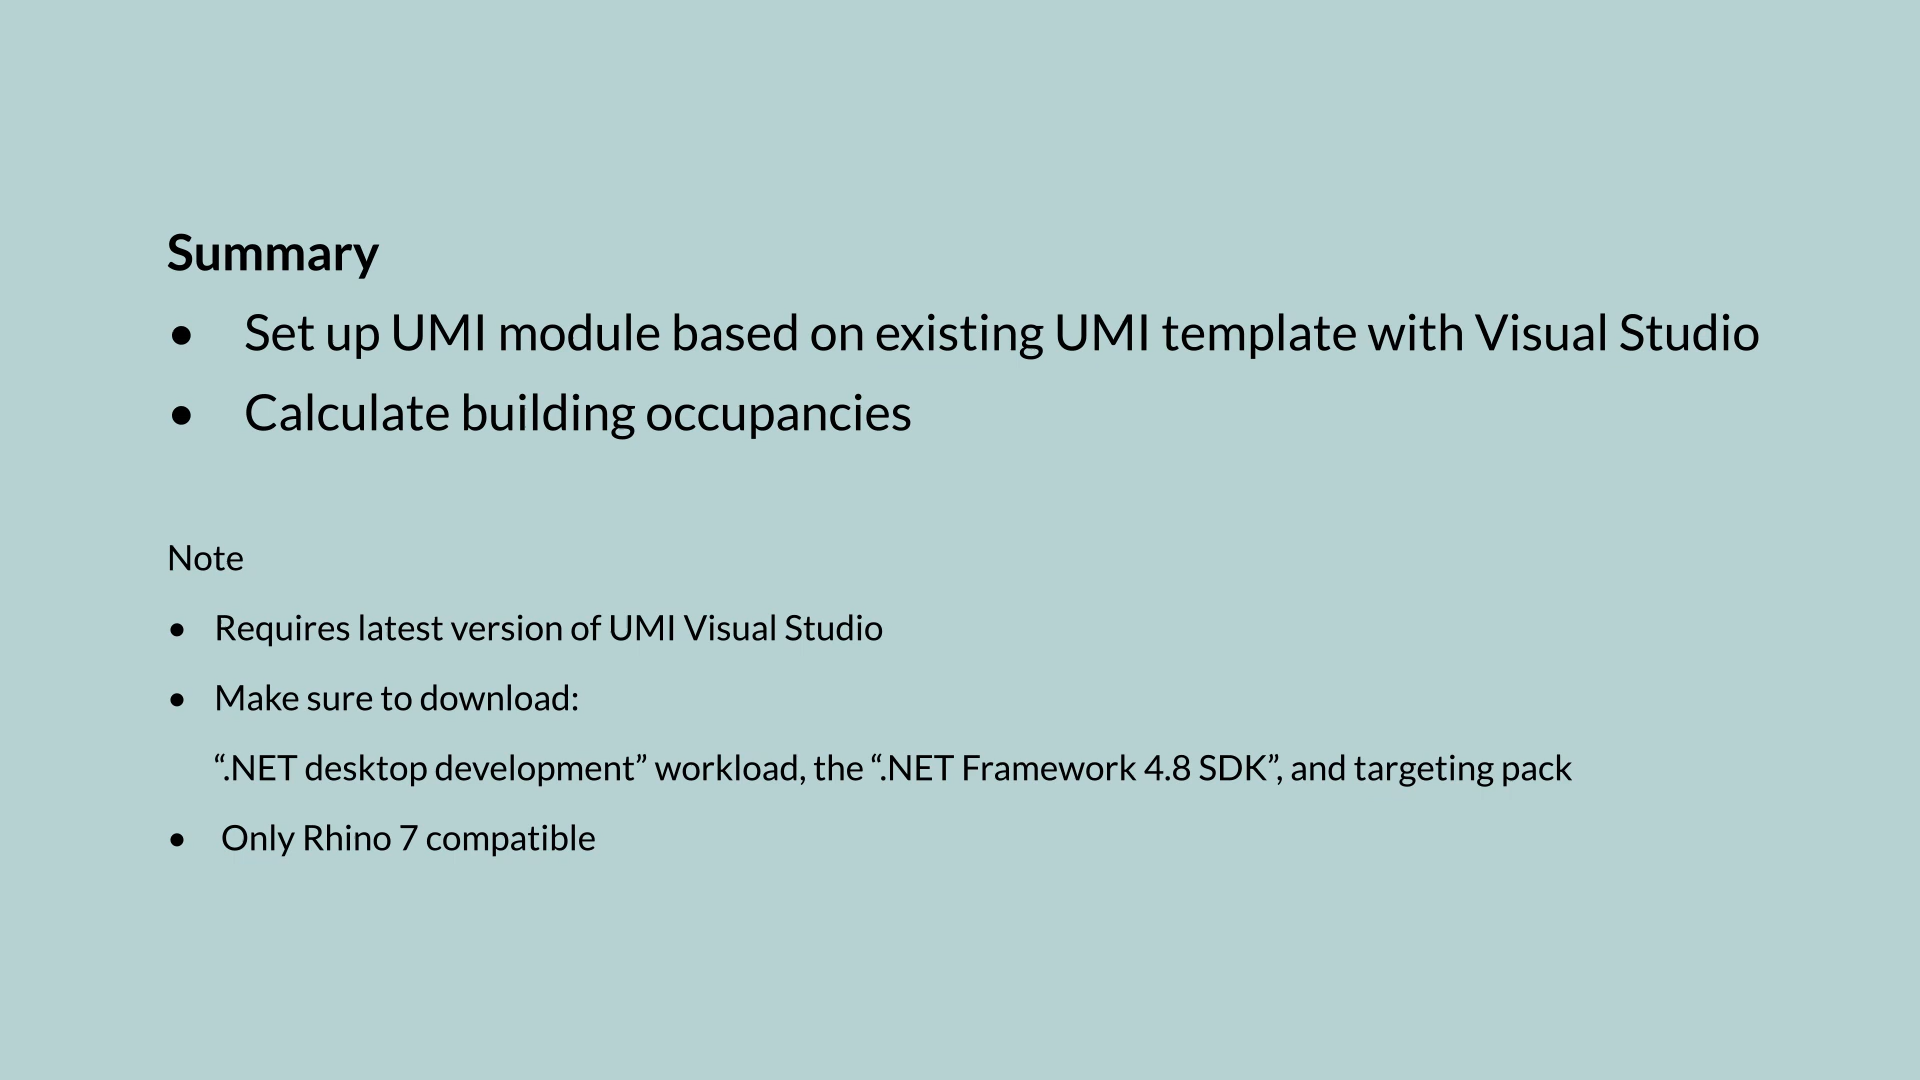 Summary
• Set up UMI module based on existing UMI template with Visual Studio
• Calculate building occupancies
Note
• Requires latest version of UMI Visual Studio
• Make sure to download:
“.NET desktop development” workload, the “.NET Framework 4.8 SDK”, and targeting pack
• Only Rhino 7 compatible